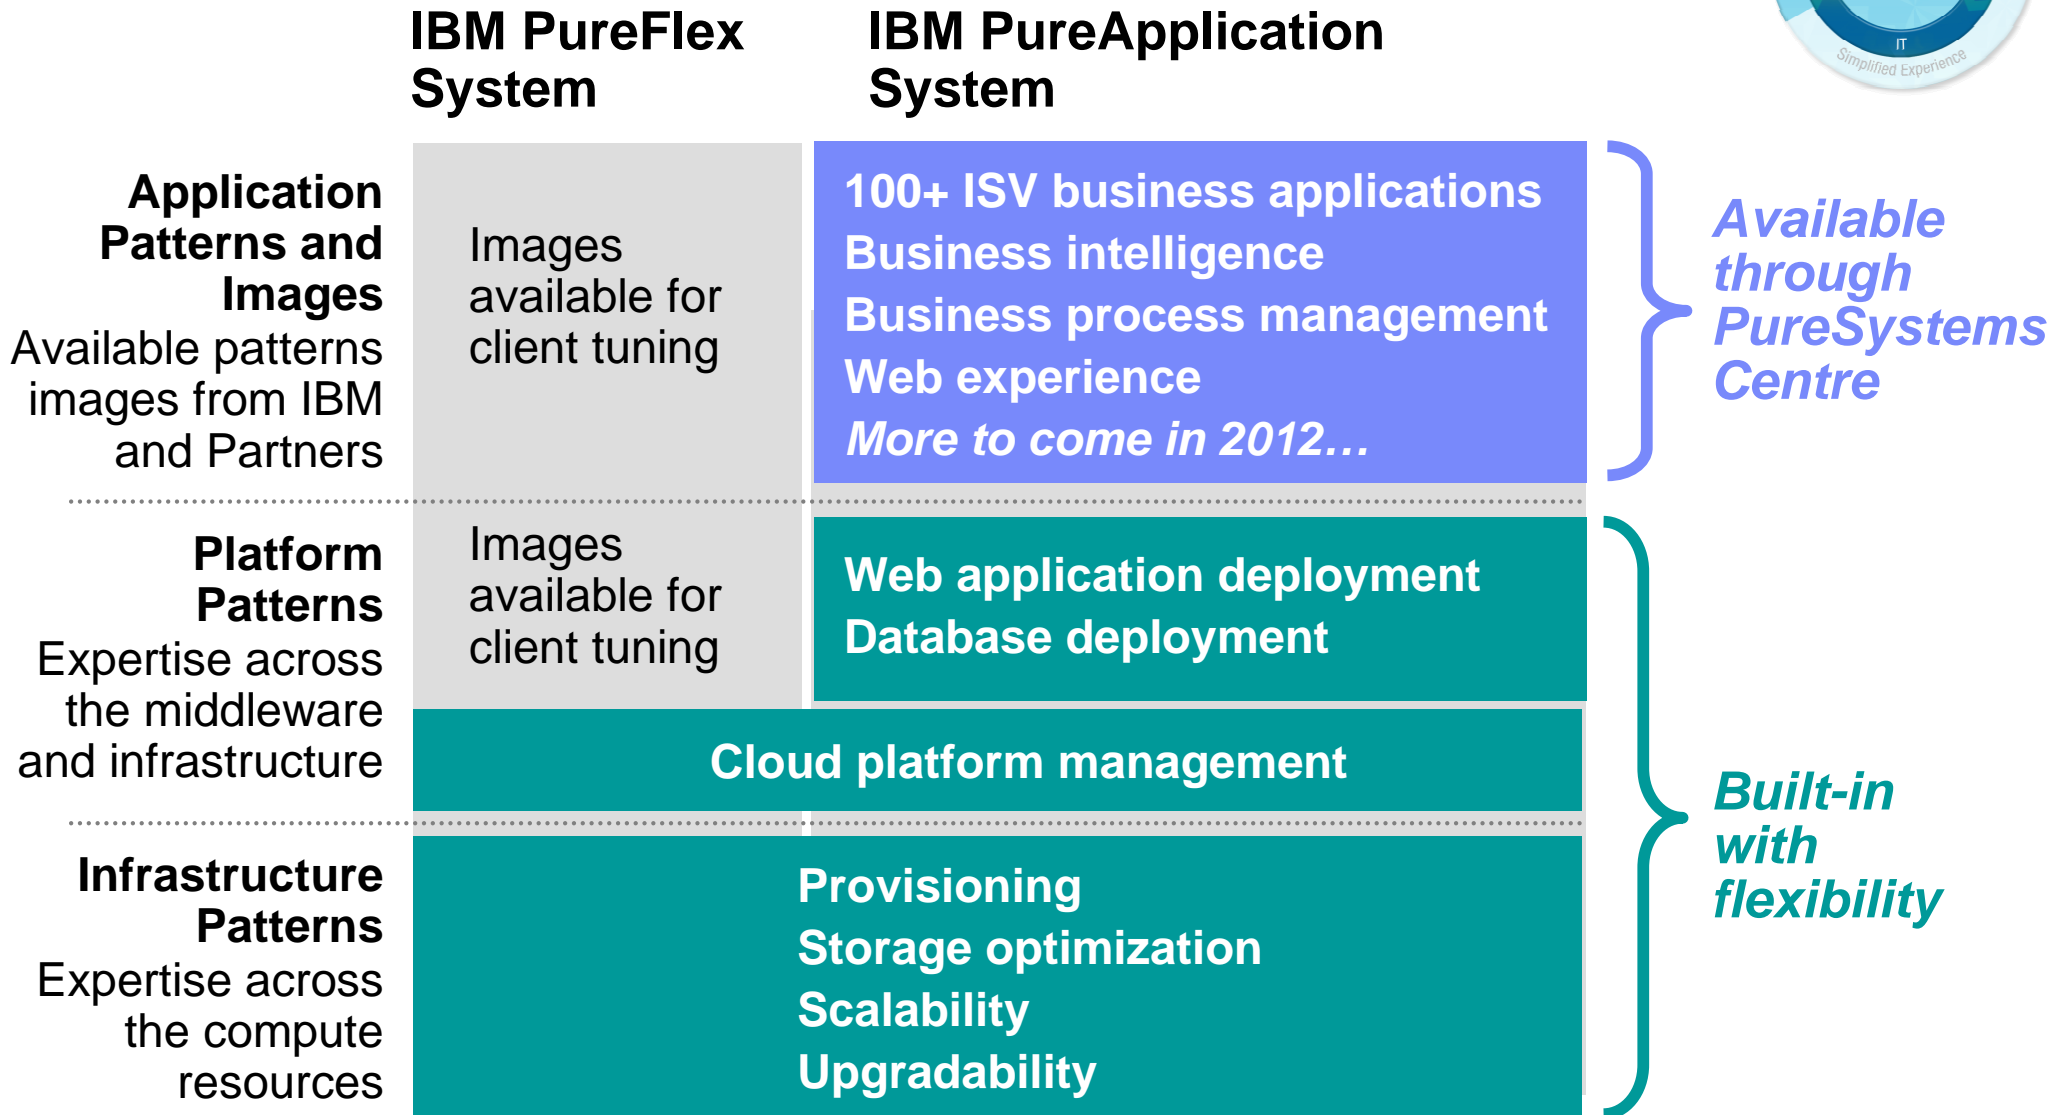 IBM PureFlex
System
IBM PureApplication
System
IT
Simplified Experience
Application
Patterns and
Images
Available patterns
images from IBM
and Partners
Images
available for
client tuning
100+ ISV business applications
Business intelligence
Business process management
Web experience
More to come in 2012…
Available
through
PureSystems
Centre
Platform
Patterns
Expertise across
the middleware
and infrastructure
Images
available for
client tuning
Web application deployment
Database deployment
Cloud platform management
Built-in
with
flexibility
Infrastructure
Patterns
Expertise across
the compute
resources
Provisioning
Storage optimization
Scalability
Upgradability